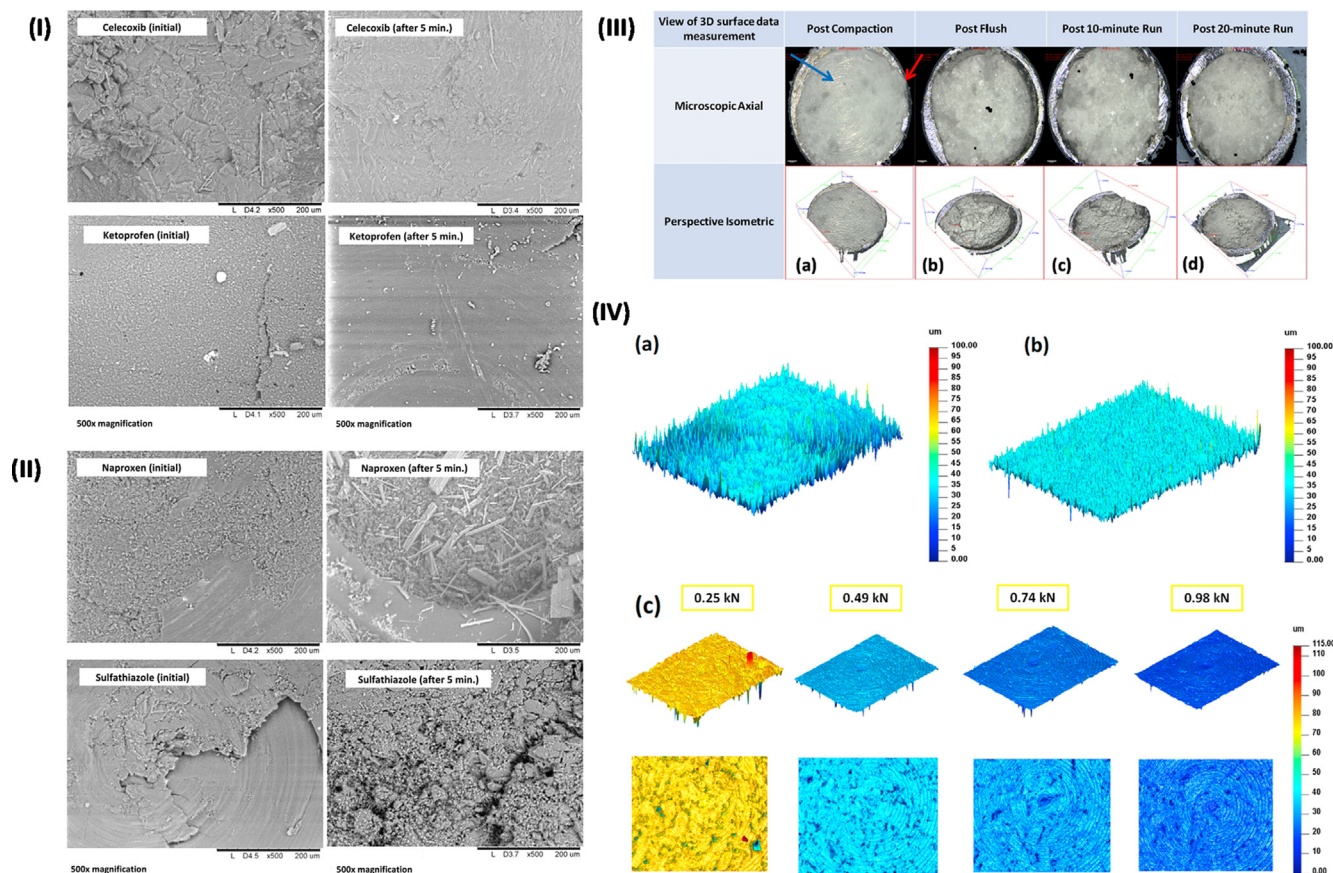 (I)
Celecoxib (initial)
L D4.2 x500 200 um
Celecoxib (after 5 min.)
L D3.4 x500 200 um
Ketoprofen (initial)
L D4.1 x500 200 um
Ketoprofen (after 5 min.)
L D3.7 x500 200 um
500x magnification
500x magnification
(II)
Naproxen (initial)
L D4.2 x500 200 um
Naproxen (after 5 min.)
L D3.5 x500 200 um
Sulfathiazole (initial)
L D4.5 x500 200 um
Sulfathiazole (after 5 min.)
L D3.7 x500 200 um
500x magnification
500x magnification
(III)
View of 3D surface data
measurement
Post Compaction
Post Flush
Post 10-minute Run
Post 20-minute Run
Microscopic Axial
Perspective Isometric
(a)
(b)
(c)
(d)
(IV)
(a)
um
100.00
95
90
85
80
75
70
65
60
55
50
45
40
35
30
25
20
15
10
5
0.00
(b)
um
100.00
95
90
85
80
75
70
65
60
55
50
45
40
35
30
25
20
15
10
5
0.00
(c)
0.25 kN
0.49 kN
0.74 kN
0.98 kN
um
115.00
110
100
90
80
70
60
50
40
30
20
10
0.00